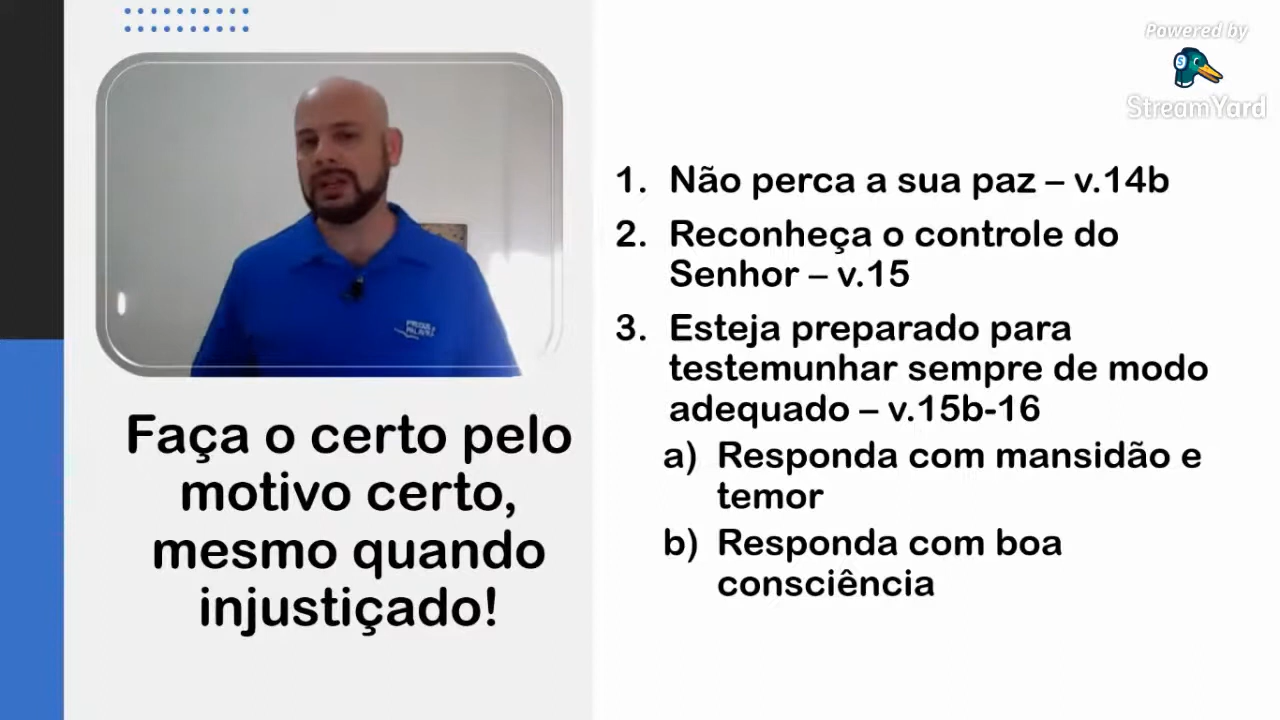 Powered by
StreamYard
PREGUE A
PALAVRA
Faça o certo pelo
motivo certo,
mesmo quando
injustiçado!
1. Não perca a sua paz – v.14b
2. Reconheça o controle do
Senhor – v.15
3. Esteja preparado para
testemunhar sempre de modo
adequado – v.15b-16
a) Responda com mansidão e
temor
b) Responda com boa
consciência